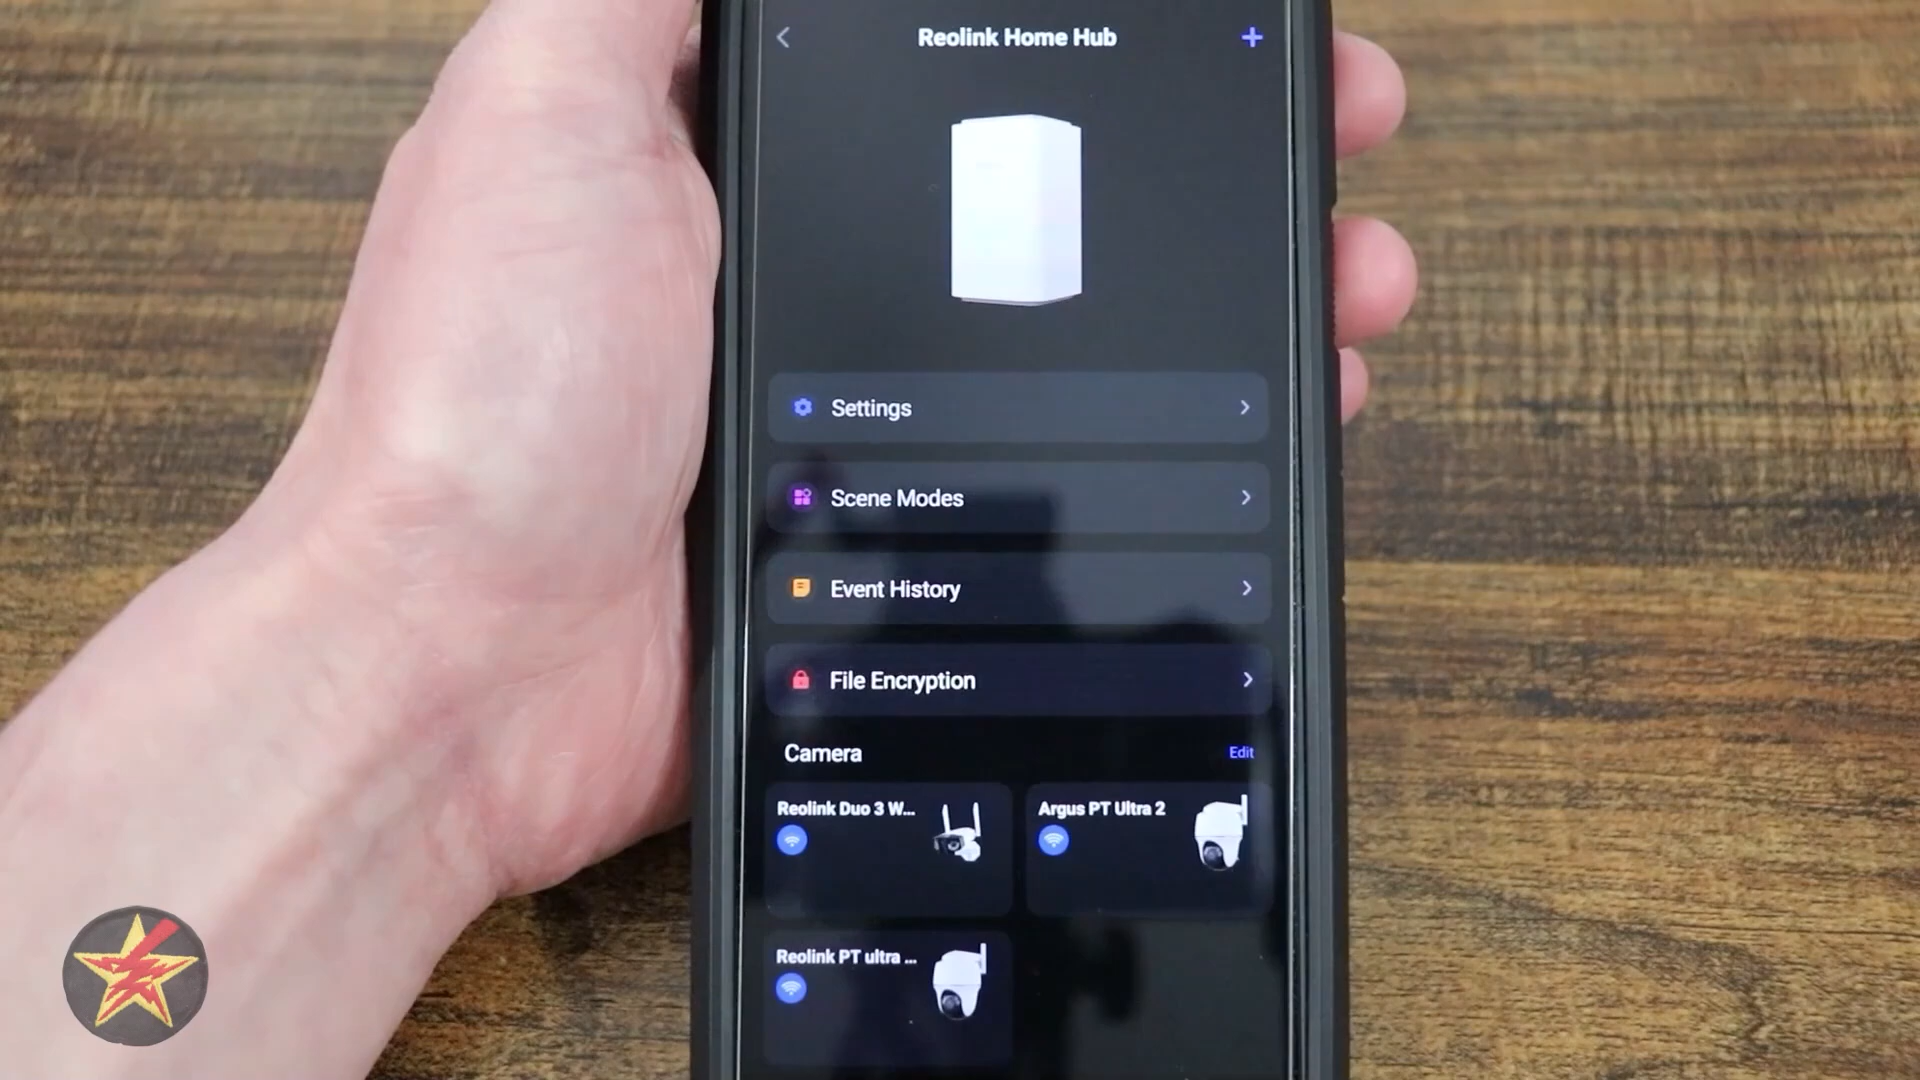 Reolink Home Hub
Settings
Scene Modes
Event History
File Encryption
Camera
Edit
Reolink Duo 3 W...
Argus PT Ultra 2
Reolink PT ultra ...